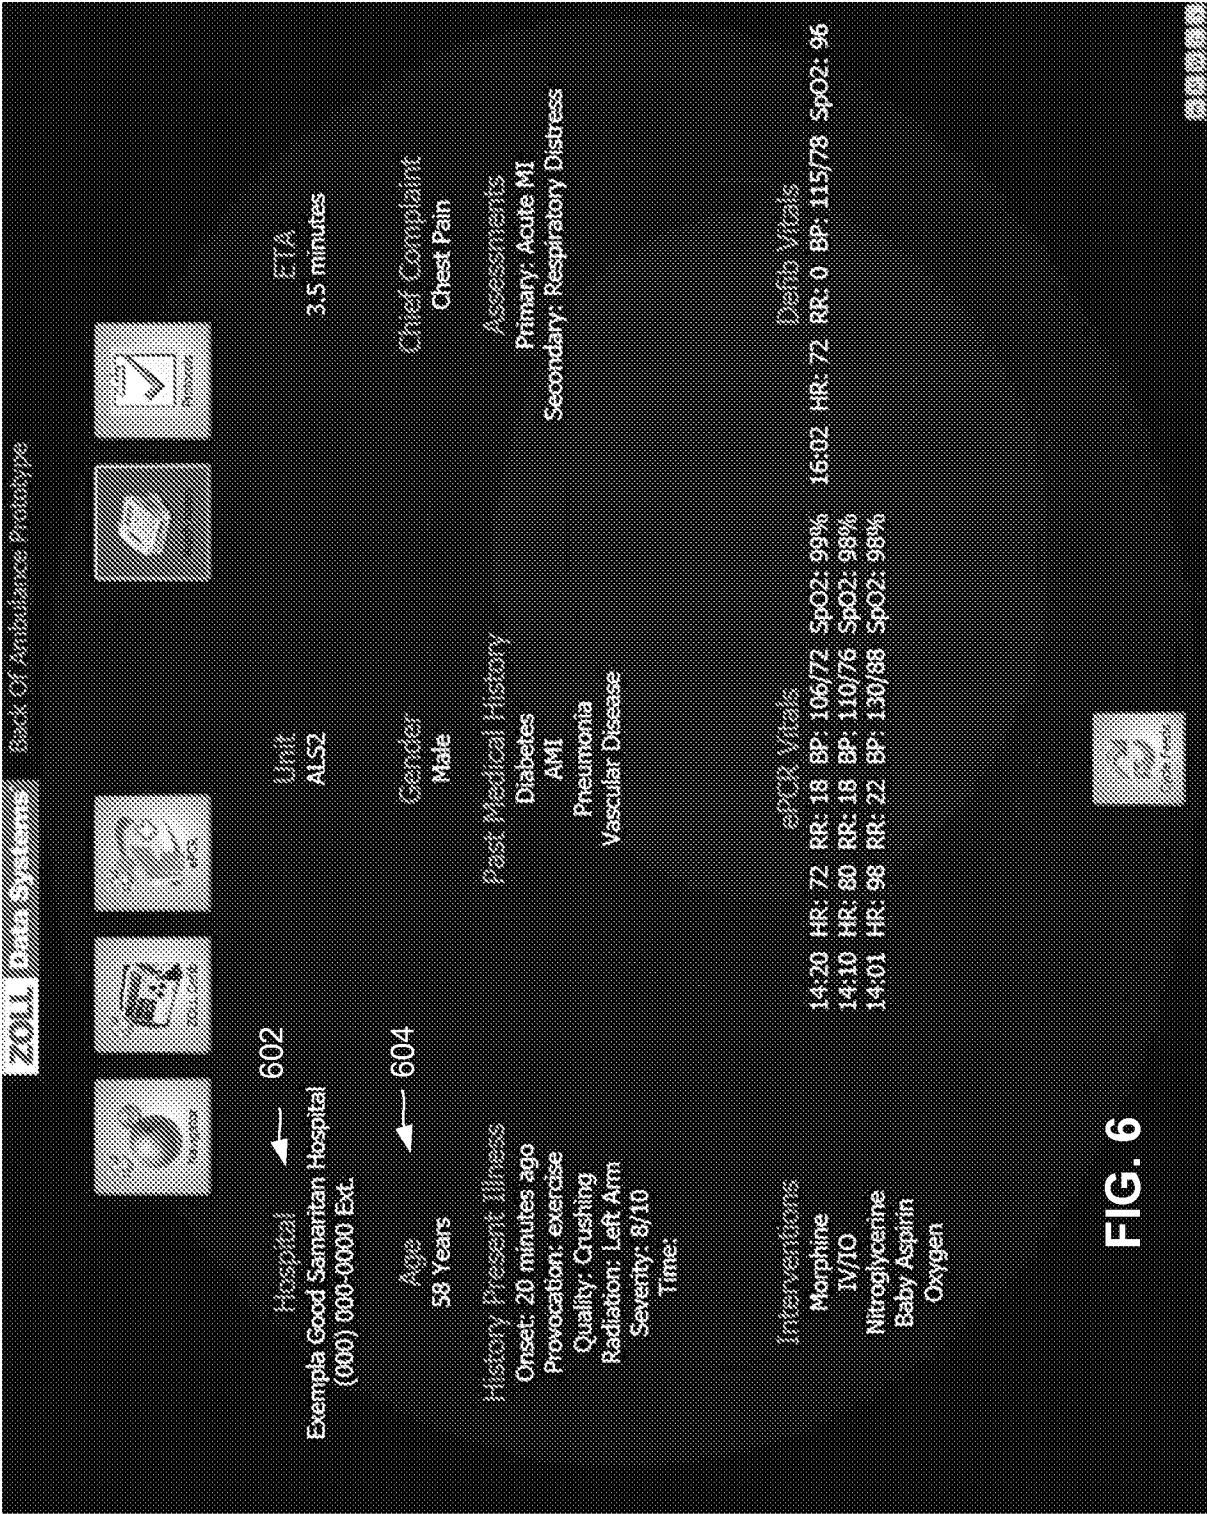 ZOLL Data Systems Back Of Ambulance Prototype
Navigator
Hospital
602
Exempla Good Samaritan Hospital
(000) 000-0000 Ext.
Unit
ALS2
ETA
3.5 minutes
Age
604
58 Years
Gender
Male
Chief Complaint
Chest Pain
History Present Illness
Onset: 20 minutes ago
Provocation: exercise
Quality: Crushing
Radiation: Left Arm
Severity: 8/10
Time:
Past Medical History
Diabetes
AMI
Pneumonia
Vascular Disease
Assessments
Primary: Acute MI
Secondary: Respiratory Distress
Interventions
Morphine
IV/IO
Nitroglycerine
Baby Aspirin
Oxygen
ePCR Vitals
14:20 HR: 72 RR: 18 BP: 106/72 SpO2: 99%
14:10 HR: 80 RR: 18 BP: 110/76 SpO2: 98%
14:01 HR: 98 RR: 22 BP: 130/88 SpO2: 98%
Defib Vitals
16:02 HR: 72 RR: 0 BP: 115/78 SpO2: 96
FIG. 6